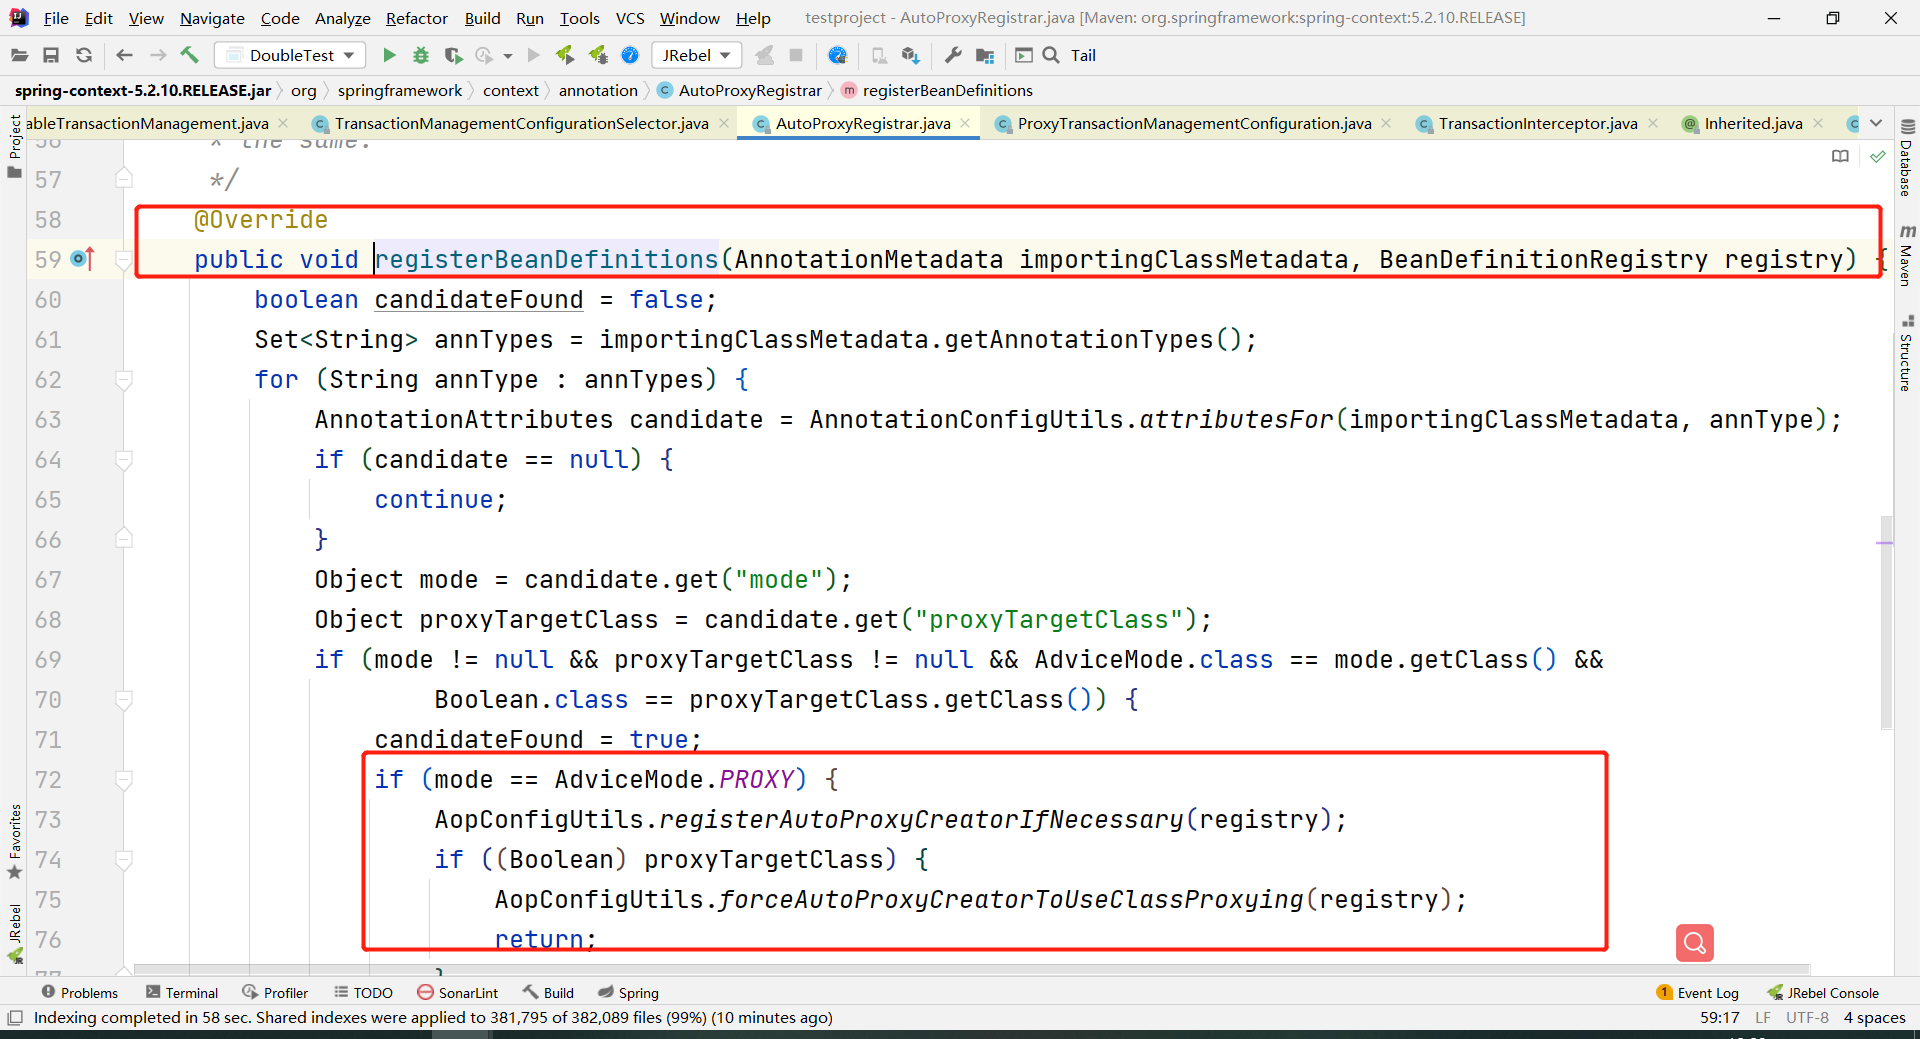 File Edit View Navigate Code Analyze Refactor Build Run Tools VCS Window Help testproject - AutoProxyRegistrar.java [Maven: org.springframework:spring-context:5.2.10.RELEASE]
DoubleTest JRebel Tail
spring-context-5.2.10.RELEASE.jar org springframework context annotation AutoProxyRegistrar registerBeanDefinitions
ableTransactionManagement.java TransactionManagementConfigurationSelector.java AutoProxyRegistrar.java ProxyTransactionManagementConfiguration.java TransactionInterceptor.java Inherited.java
Project
Favorites
JRebel
Database
Maven
Structure
56 * the same.
57 */
58 @Override
59 public void registerBeanDefinitions(AnnotationMetadata importingClassMetadata, BeanDefinitionRegistry registry) {
60 boolean candidateFound = false;
61 Set<String> annTypes = importingClassMetadata.getAnnotationTypes();
62 for (String annType : annTypes) {
63 AnnotationAttributes candidate = AnnotationConfigUtils.attributesFor(importingClassMetadata, annType);
64 if (candidate == null) {
65 continue;
66 }
67 Object mode = candidate.get("mode");
68 Object proxyTargetClass = candidate.get("proxyTargetClass");
69 if (mode != null && proxyTargetClass != null && AdviceMode.class == mode.getClass() &&
70 Boolean.class == proxyTargetClass.getClass()) {
71 candidateFound = true;
72 if (mode == AdviceMode.PROXY) {
73 AopConfigUtils.registerAutoProxyCreatorIfNecessary(registry);
74 if ((Boolean) proxyTargetClass) {
75 AopConfigUtils.forceAutoProxyCreatorToUseClassProxying(registry);
76 return;
77 }
Problems Terminal Profiler TODO SonarLint Build Spring 1 Event Log JRebel Console
Indexing completed in 58 sec. Shared indexes were applied to 381,795 of 382,089 files (99%) (10 minutes ago) 59:17 LF UTF-8 4 spaces